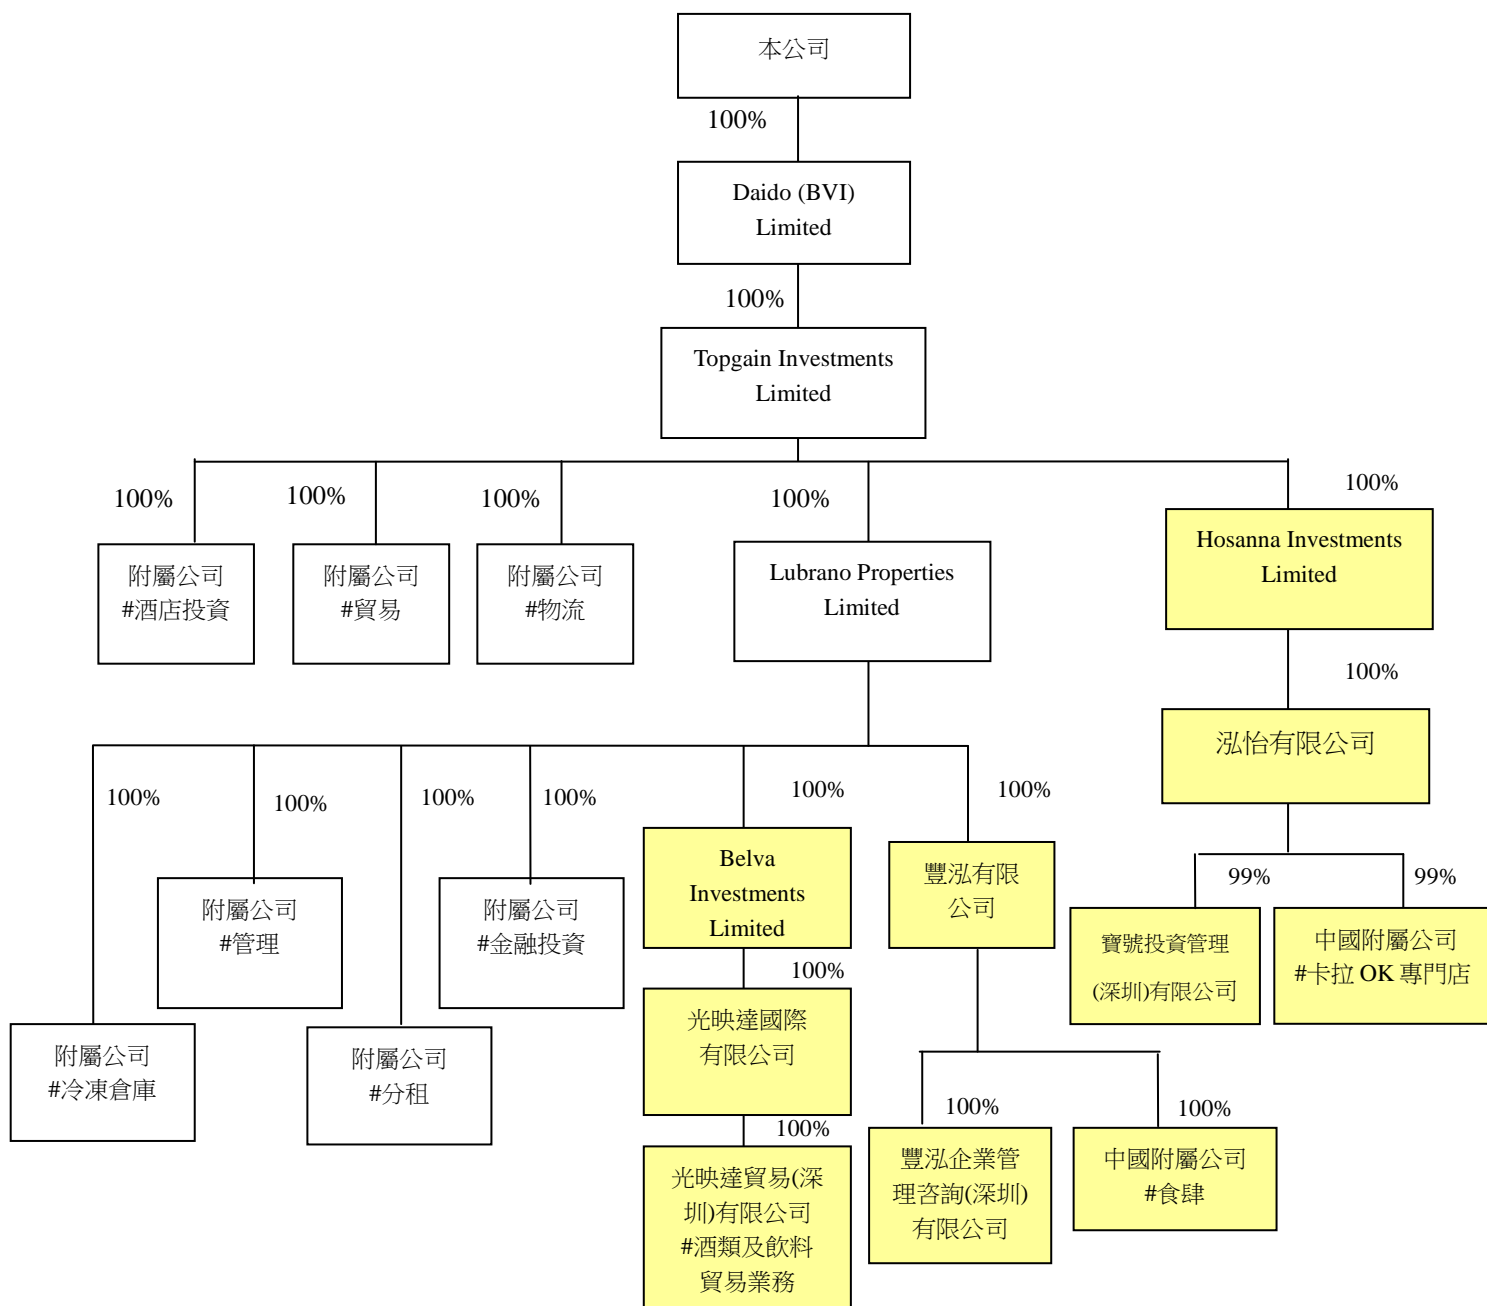 本公司
100%
Daido (BVI)
Limited
100%
Topgain Investments
Limited
100%
100%
100%
100%
100%
附屬公司
#酒店投資
附屬公司
#貿易
附屬公司
#物流
Lubrano Properties
Limited
Hosanna Investments
Limited
100%
泓怡有限公司
100%
100%
100%
100%
100%
100%
99%
99%
附屬公司
#管理
附屬公司
#金融投資
Belva
Investments
Limited
豐泓有限
公司
寶號投資管理
(深圳)有限公司
中國附屬公司
#卡拉 OK 專門店
100%
附屬公司
#冷凍倉庫
附屬公司
#分租
光映達國際
有限公司
100%
100%
100%
光映達貿易(深
圳)有限公司
#酒類及飲料
貿易業務
豐泓企業管
理咨詢(深圳)
有限公司
中國附屬公司
#食肆